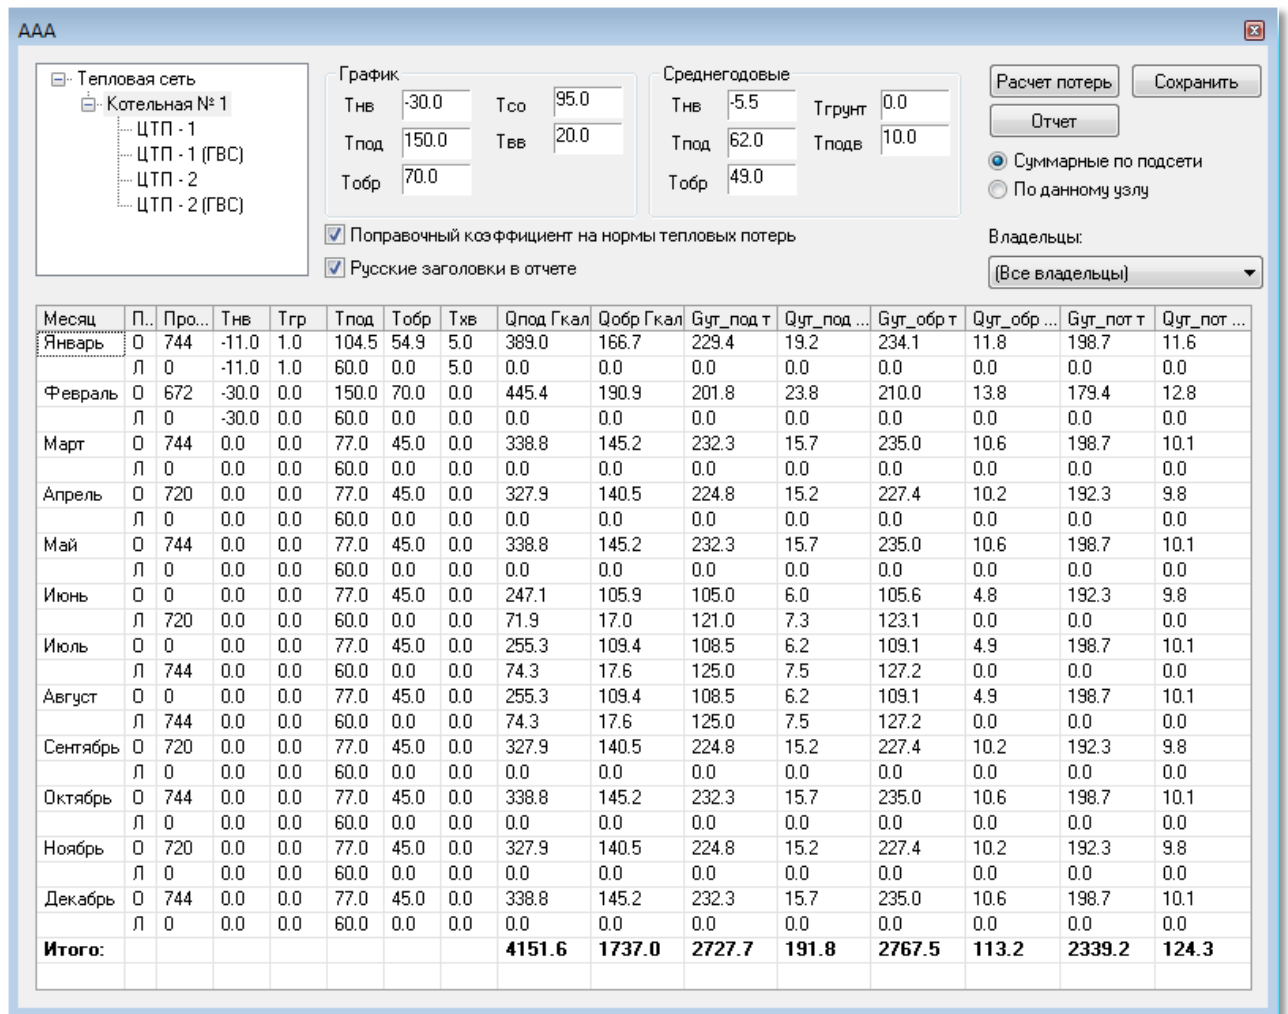 AAA
Тепловая сеть
Котельная № 1
ЦТП - 1
ЦТП - 1 (ГВС)
ЦТП - 2
ЦТП - 2 (ГВС)
График
Тнв -30.0 Тсо 95.0
Тпод 150.0 Твв 20.0
Тобр 70.0
Среднегодовые
Тнв -5.5 Тгрунт 0.0
Тпод 62.0 Тподв 10.0
Тобр 49.0
Расчет потерь Сохранить
Отчет
Суммарные по подсети
По данному узлу
Поправочный коэффициент на нормы тепловых потерь
Русские заголовки в отчете
Владельцы:
(Все владельцы)
Месяц П.. Про... Тнв Тгр Тпод Тобр Тхв Qпод Гкал Qобр Гкал Gут_под т Qут_под ... Gут_обр т Qут_обр ... Gут_пот т Qут_пот ...
Январь О 744 -11.0 1.0 104.5 54.9 5.0 389.0 166.7 229.4 19.2 234.1 11.8 198.7 11.6
Л 0 -11.0 1.0 60.0 0.0 5.0 0.0 0.0 0.0 0.0 0.0 0.0 0.0 0.0
Февраль О 672 -30.0 0.0 150.0 70.0 0.0 445.4 190.9 201.8 23.8 210.0 13.8 179.4 12.8
Л 0 -30.0 0.0 60.0 0.0 0.0 0.0 0.0 0.0 0.0 0.0 0.0 0.0 0.0
Март О 744 0.0 0.0 77.0 45.0 0.0 338.8 145.2 232.3 15.7 235.0 10.6 198.7 10.1
Л 0 0.0 0.0 60.0 0.0 0.0 0.0 0.0 0.0 0.0 0.0 0.0 0.0 0.0
Апрель О 720 0.0 0.0 77.0 45.0 0.0 327.9 140.5 224.8 15.2 227.4 10.2 192.3 9.8
Л 0 0.0 0.0 60.0 0.0 0.0 0.0 0.0 0.0 0.0 0.0 0.0 0.0 0.0
Май О 744 0.0 0.0 77.0 45.0 0.0 338.8 145.2 232.3 15.7 235.0 10.6 198.7 10.1
Л 0 0.0 0.0 60.0 0.0 0.0 0.0 0.0 0.0 0.0 0.0 0.0 0.0 0.0
Июнь О 0 0.0 0.0 77.0 45.0 0.0 247.1 105.9 105.0 6.0 105.6 4.8 192.3 9.8
Л 720 0.0 0.0 60.0 0.0 0.0 71.9 17.0 121.0 7.3 123.1 0.0 0.0 0.0
Июль О 0 0.0 0.0 77.0 45.0 0.0 255.3 109.4 108.5 6.2 109.1 4.9 198.7 10.1
Л 744 0.0 0.0 60.0 0.0 0.0 74.3 17.6 125.0 7.5 127.2 0.0 0.0 0.0
Август О 0 0.0 0.0 77.0 45.0 0.0 255.3 109.4 108.5 6.2 109.1 4.9 198.7 10.1
Л 744 0.0 0.0 60.0 0.0 0.0 74.3 17.6 125.0 7.5 127.2 0.0 0.0 0.0
Сентябрь О 720 0.0 0.0 77.0 45.0 0.0 327.9 140.5 224.8 15.2 227.4 10.2 192.3 9.8
Л 0 0.0 0.0 60.0 0.0 0.0 0.0 0.0 0.0 0.0 0.0 0.0 0.0 0.0
Октябрь О 744 0.0 0.0 77.0 45.0 0.0 338.8 145.2 232.3 15.7 235.0 10.6 198.7 10.1
Л 0 0.0 0.0 60.0 0.0 0.0 0.0 0.0 0.0 0.0 0.0 0.0 0.0 0.0
Ноябрь О 720 0.0 0.0 77.0 45.0 0.0 327.9 140.5 224.8 15.2 227.4 10.2 192.3 9.8
Л 0 0.0 0.0 60.0 0.0 0.0 0.0 0.0 0.0 0.0 0.0 0.0 0.0 0.0
Декабрь О 744 0.0 0.0 77.0 45.0 0.0 338.8 145.2 232.3 15.7 235.0 10.6 198.7 10.1
Л 0 0.0 0.0 60.0 0.0 0.0 0.0 0.0 0.0 0.0 0.0 0.0 0.0 0.0
Итого: 4151.6 1737.0 2727.7 191.8 2767.5 113.2 2339.2 124.3